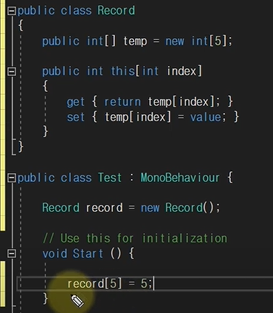 public class Record
{
public int[] temp = new int[5];
public int this[int index]
{
get { return temp[index]; }
set { temp[index] = value; }
}
}
public class Test : MonoBehaviour {
Record record = new Record();
// Use this for initialization
void Start () {
record[5] = 5;
}